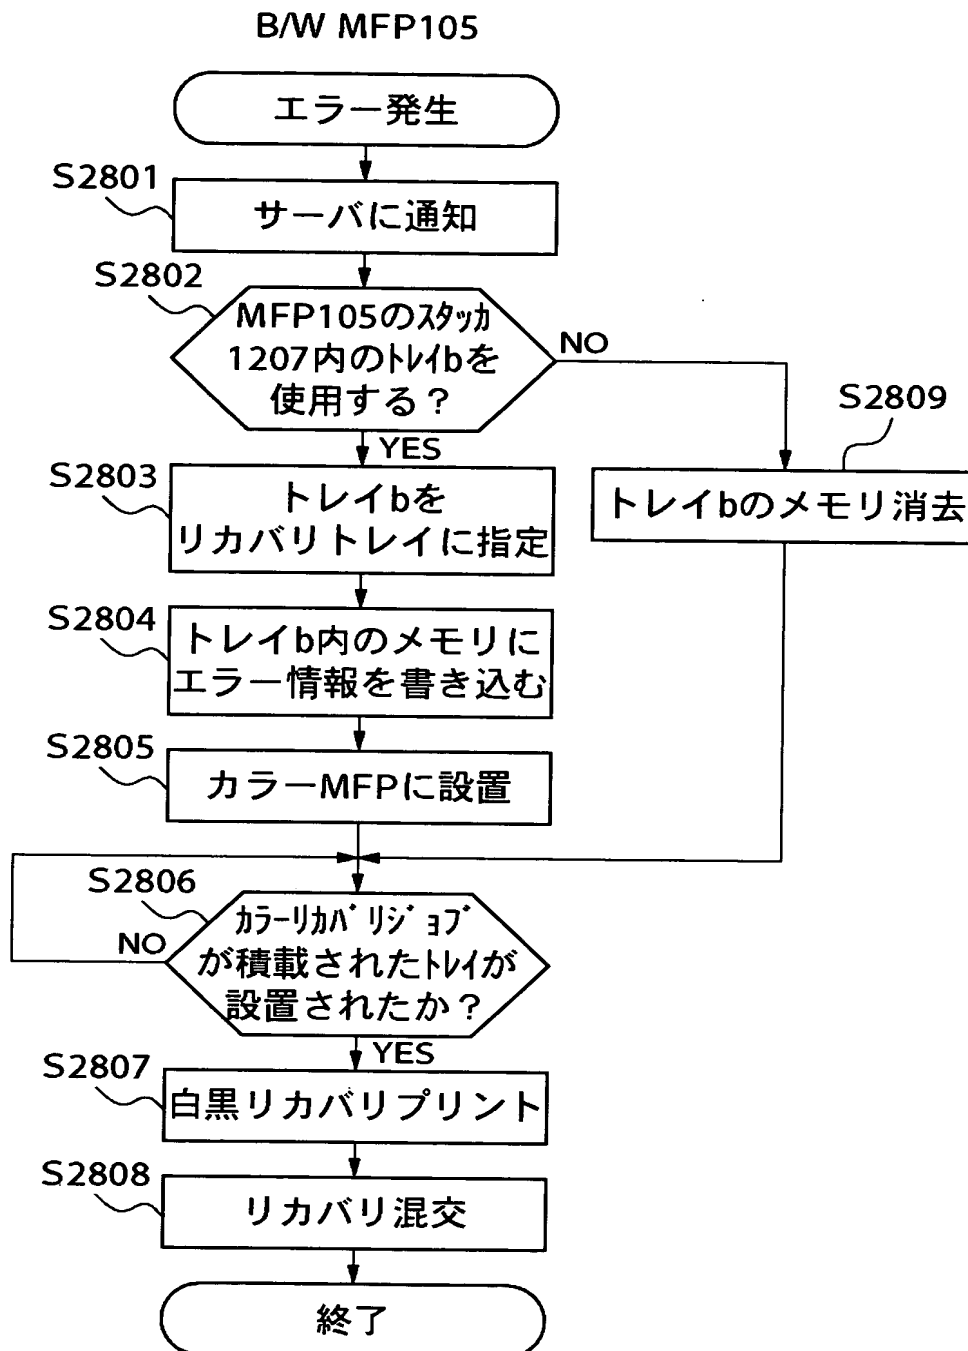 B/W MFP105
エラー発生
S2801
サーバに通知
S2802
MFP105のｽﾀｯｶ
1207内のﾄﾚｲbを
使用する？
NO
YES
S2809
トレイbのメモリ消去
S2803
トレイbを
リカバリトレイに指定
S2804
トレイb内のメモリに
エラー情報を書き込む
S2805
カラーMFPに設置
S2806
ｶﾗｰﾘｶﾊﾞﾘｼﾞｮﾌﾞ
が積載されたﾄﾚｲが
設置されたか？
NO
YES
S2807
白黒リカバリプリント
S2808
リカバリ混交
終了